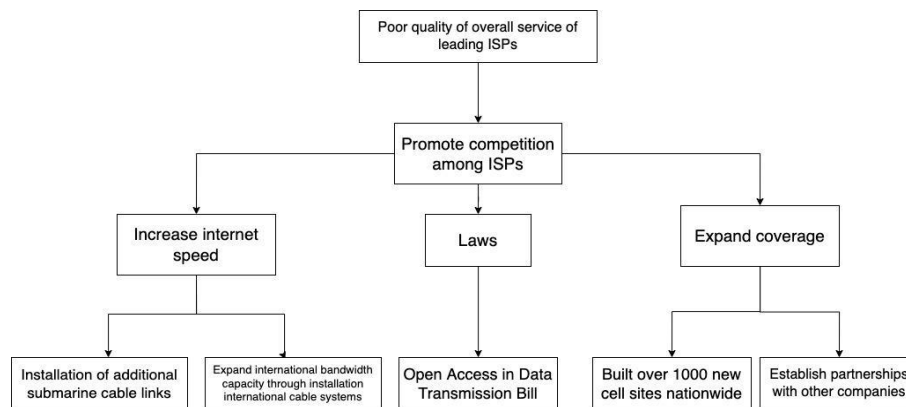 Poor quality of overall service of
leading ISPs
Promote competition
among ISPs
Increase internet
speed
Laws
Expand coverage
Installation of additional
submarine cable links
Expand international bandwidth
capacity through installation
international cable systems
Open Access in Data
Transmission Bill
Built over 1000 new
cell sites nationwide
Establish partnerships
with other companies